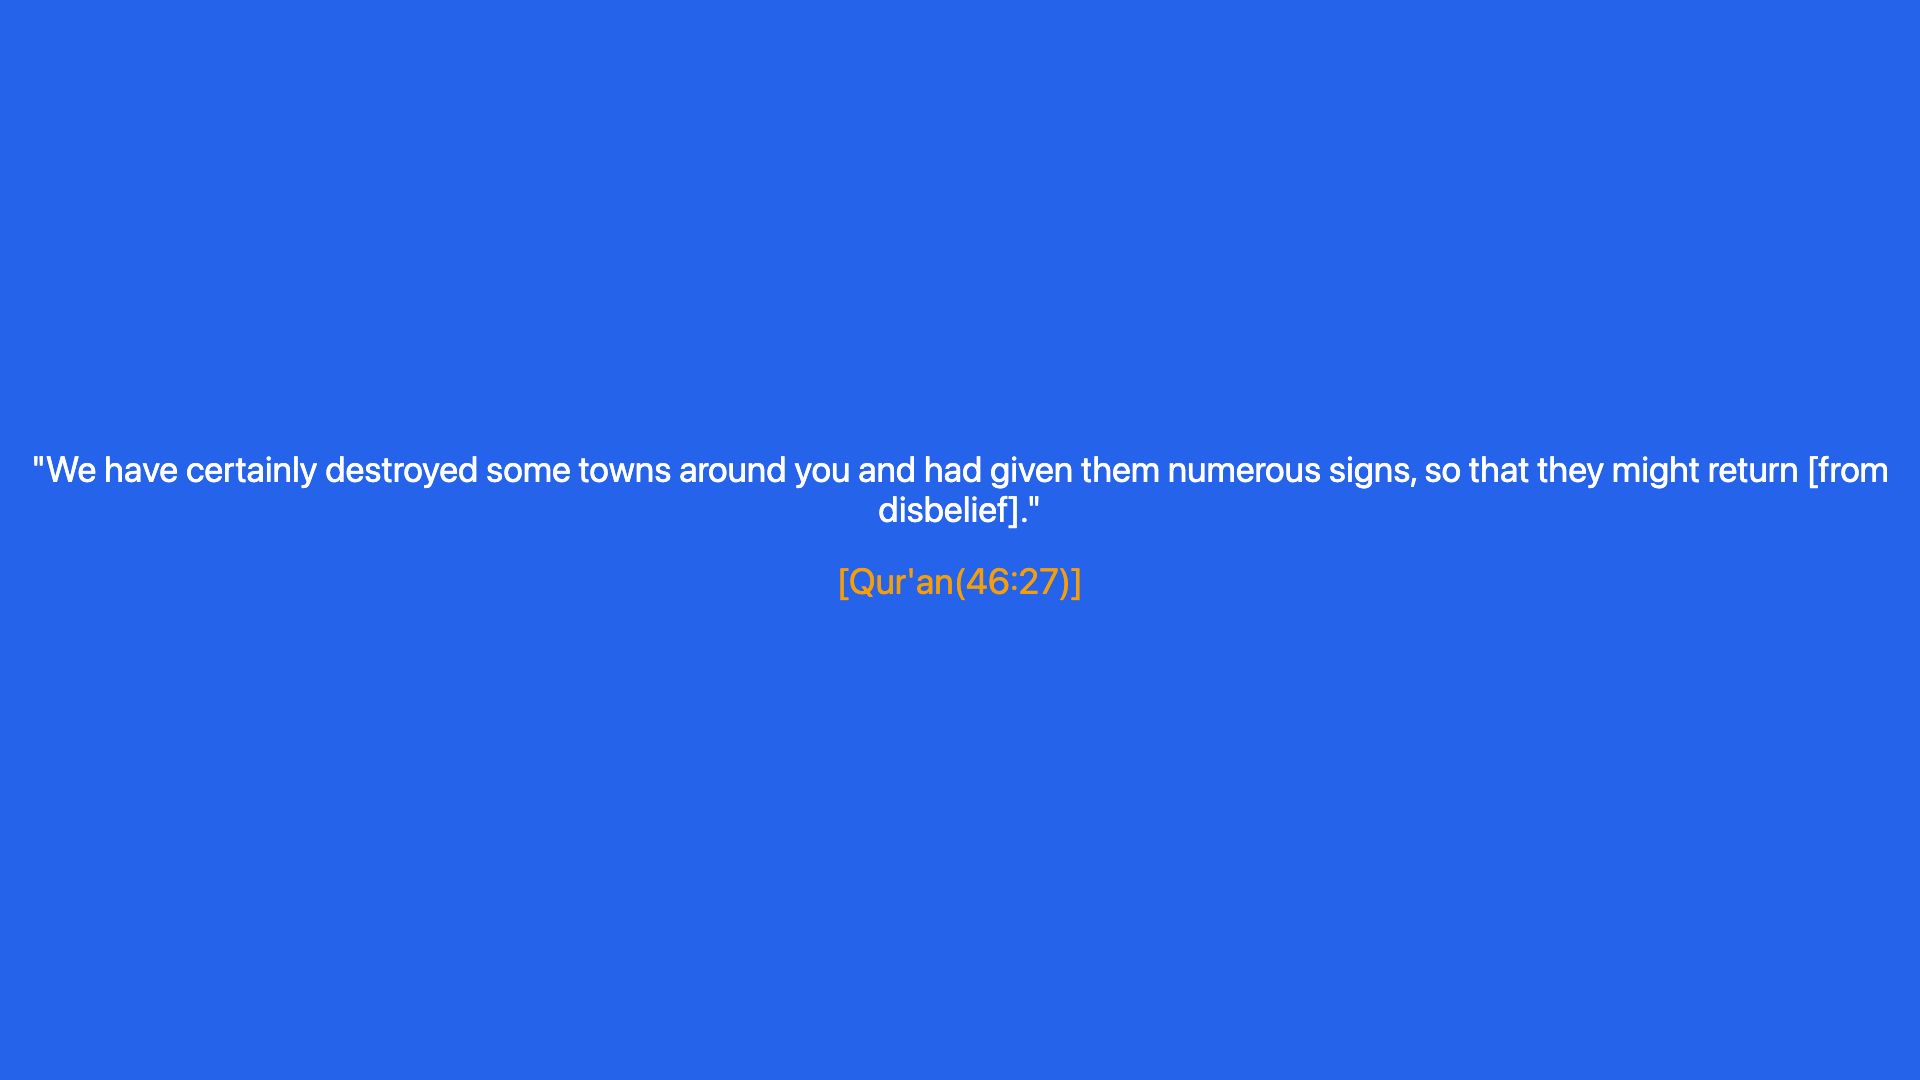 "We have certainly destroyed some towns around you and had given them numerous signs, so that they might return [from
disbelief]."
[Qur'an(46:27)]